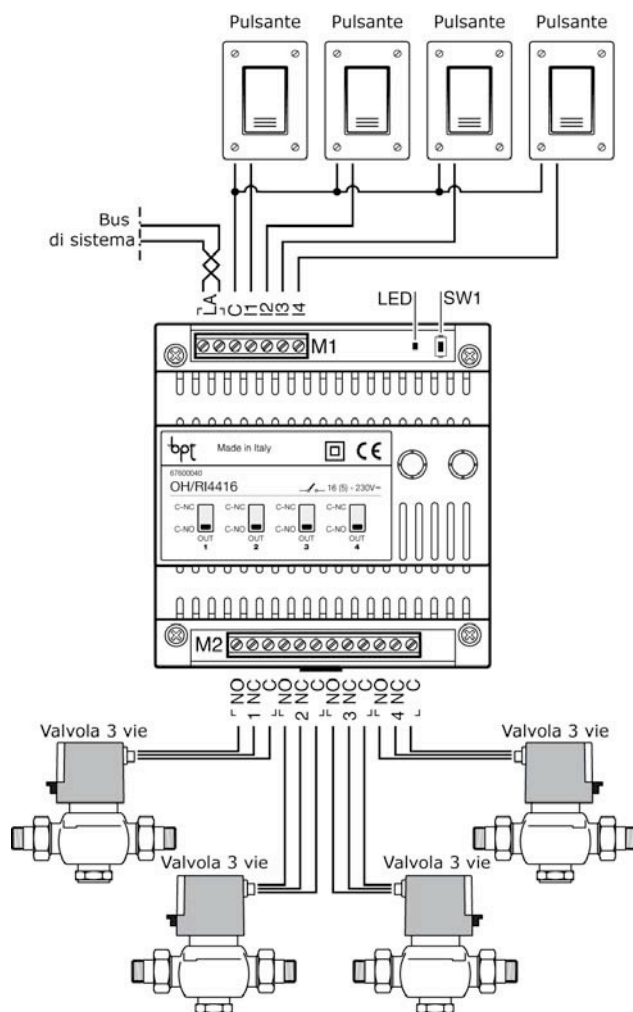 Pulsante Pulsante Pulsante Pulsante
Bus
di sistema
LA C I1 I2 I3 I4
LED SW1
M1
bpt Made in Italy CE
67600040
OH/RI4416 16 (5) - 230V~
C-NC C-NC C-NC C-NC
C-NO C-NO C-NO C-NO
OUT OUT OUT OUT
1 2 3 4
M2
NO 1 NC C NO 2 NC C NO 3 NC C NO 4 NC C
Valvola 3 vie Valvola 3 vie
Valvola 3 vie Valvola 3 vie